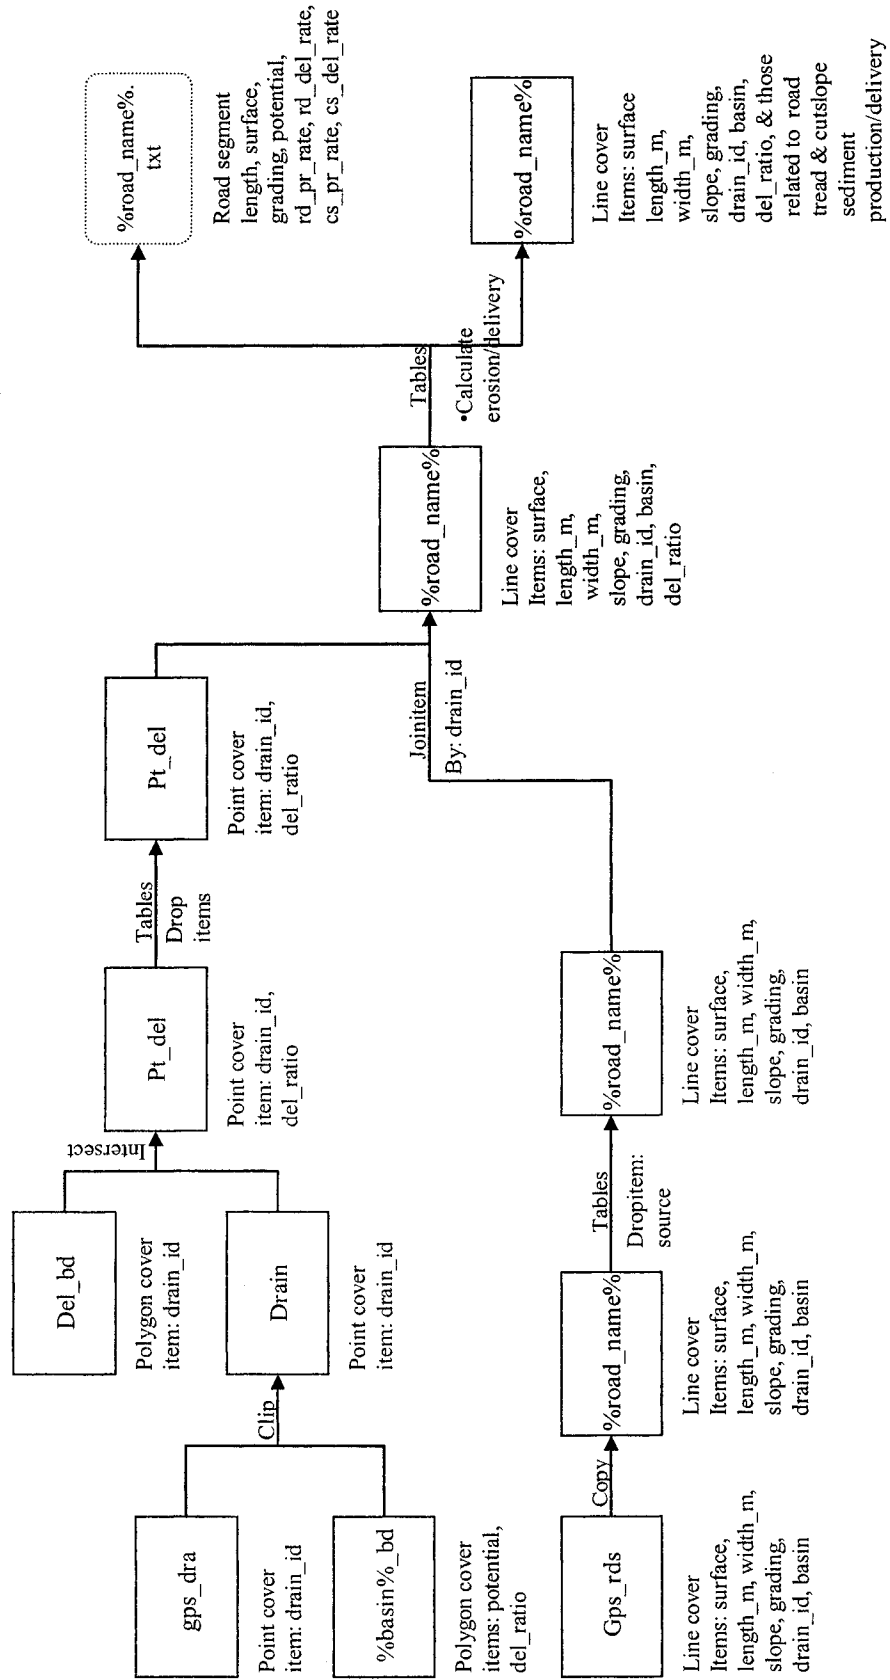 gps_dra
Point cover
item: drain_id
%basin%_bd
Polygon cover
items: potential,
del_ratio
Clip
Del_bd
Polygon cover
item: drain_id
Drain
Point cover
item: drain_id
Intersect
Pt_del
Point cover
item: drain_id,
del_ratio
Tables
Drop
items
Pt_del
Point cover
item: drain_id,
del_ratio
Gps_rds
Line cover
Items: surface,
length_m, width_m,
slope, grading,
drain_id, basin
Copy
%road_name%
Line cover
Items: surface,
length_m, width_m,
slope, grading,
drain_id, basin
Tables
Dropitem:
source
%road_name%
Line cover
Items: surface,
length_m, width_m,
slope, grading,
drain_id, basin
Joinitem
By: drain_id
%road_name%
Line cover
Items: surface,
length_m,
width_m,
slope, grading,
drain_id, basin,
del_ratio
Tables
•Calculate
erosion/delivery
%road_name%.
txt
Road segment
length, surface,
grading, potential,
rd_pr_rate, rd_del_rate,
cs_pr_rate, cs_del_rate
%road_name%
Line cover
Items: surface
length_m,
width_m,
slope, grading,
drain_id, basin,
del_ratio, & those
related to road
tread & cutslope
sediment
production/delivery